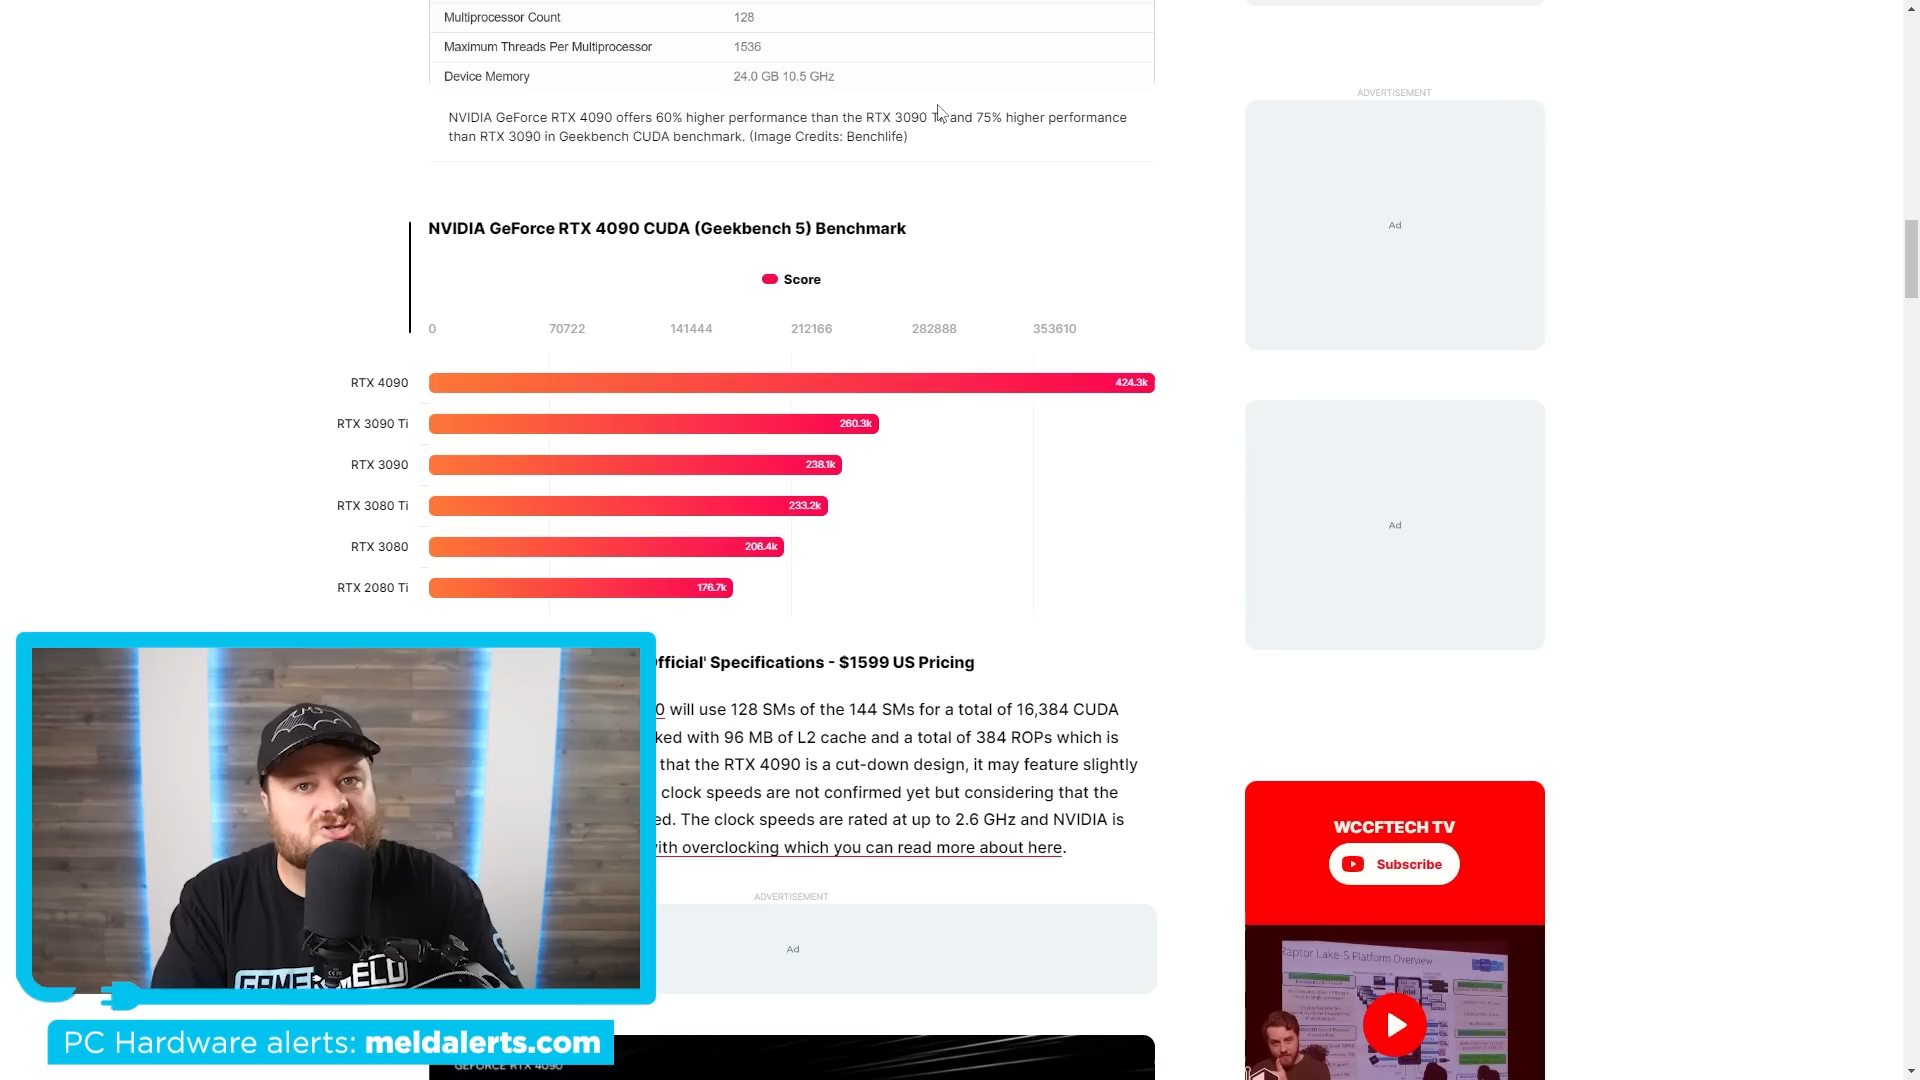 Multiprocessor Count 128
Maximum Threads Per Multiprocessor 1536
Device Memory 24.0 GB 10.5 GHz
NVIDIA GeForce RTX 4090 offers 60% higher performance than the RTX 3090 Ti and 75% higher performance
than RTX 3090 in Geekbench CUDA benchmark. (Image Credits: Benchlife)
NVIDIA GeForce RTX 4090 CUDA (Geekbench 5) Benchmark
Score
0 70722 141444 212166 282888 353610
RTX 4090 424.3k
RTX 3090 Ti 260.3k
RTX 3090 238.1k
RTX 3080 Ti 233.2k
RTX 3080 206.4k
RTX 2080 Ti 176.7k
fficial' Specifications - $1599 US Pricing
0 will use 128 SMs of the 144 SMs for a total of 16,384 CUDA
ked with 96 MB of L2 cache and a total of 384 ROPs which is
that the RTX 4090 is a cut-down design, it may feature slightly
clock speeds are not confirmed yet but considering that the
ed. The clock speeds are rated at up to 2.6 GHz and NVIDIA is
ith overclocking which you can read more about here.
ADVERTISEMENT
Ad
GEFORCE RTX 4090
ADVERTISEMENT
Ad
Ad
WCCFTECH TV
Subscribe
Raptor Lake-S Platform Overview
GAMER MELD
PC Hardware alerts: meldalerts.com